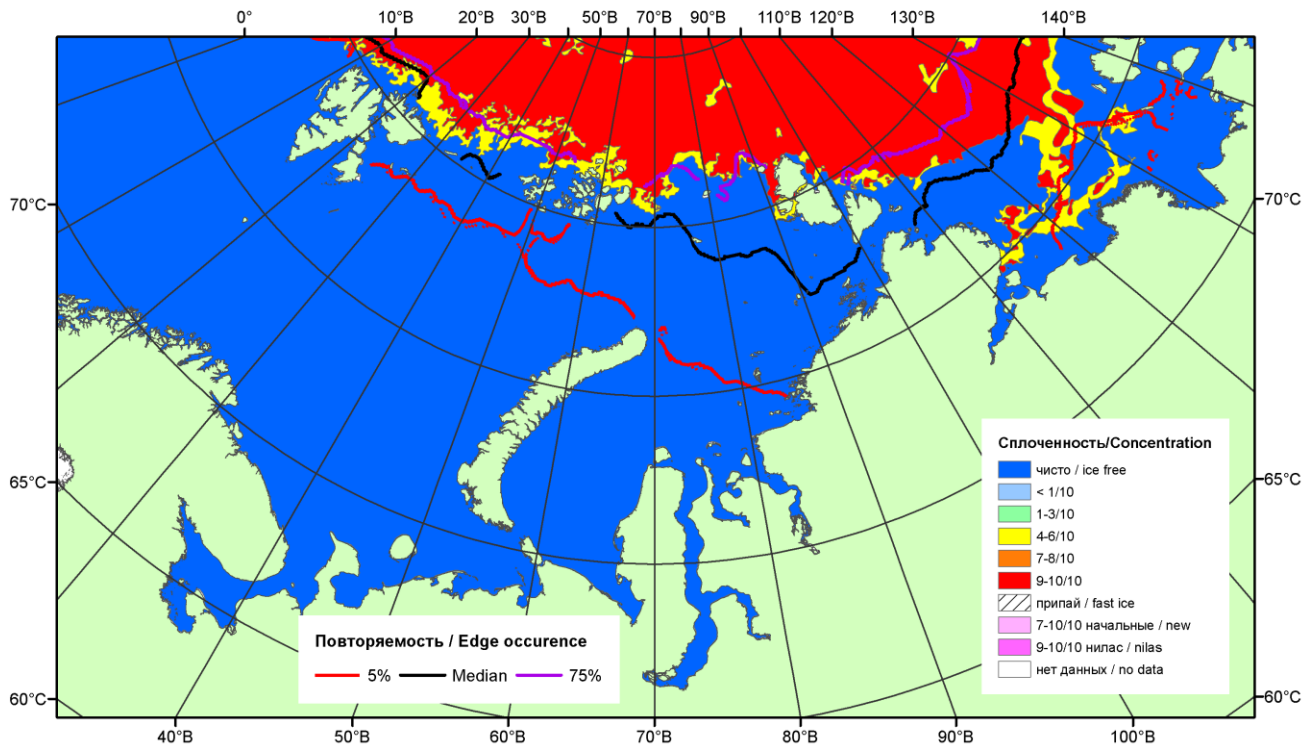 0° 10°В 20°В 30°В 50°В 70°В 90°В 110°В 120°В 130°В 140°В
70°С 70°С
65°С 65°С
60°С 60°С
Сплоченность/Concentration
чисто / ice free
< 1/10
1-3/10
4-6/10
7-8/10
9-10/10
припай / fast ice
7-10/10 начальные / new
9-10/10 нилас / nilas
нет данных / no data
Повторяемость / Edge occurence
5% Median 75%
40°В 50°В 60°В 70°В 80°В 90°В 100°В